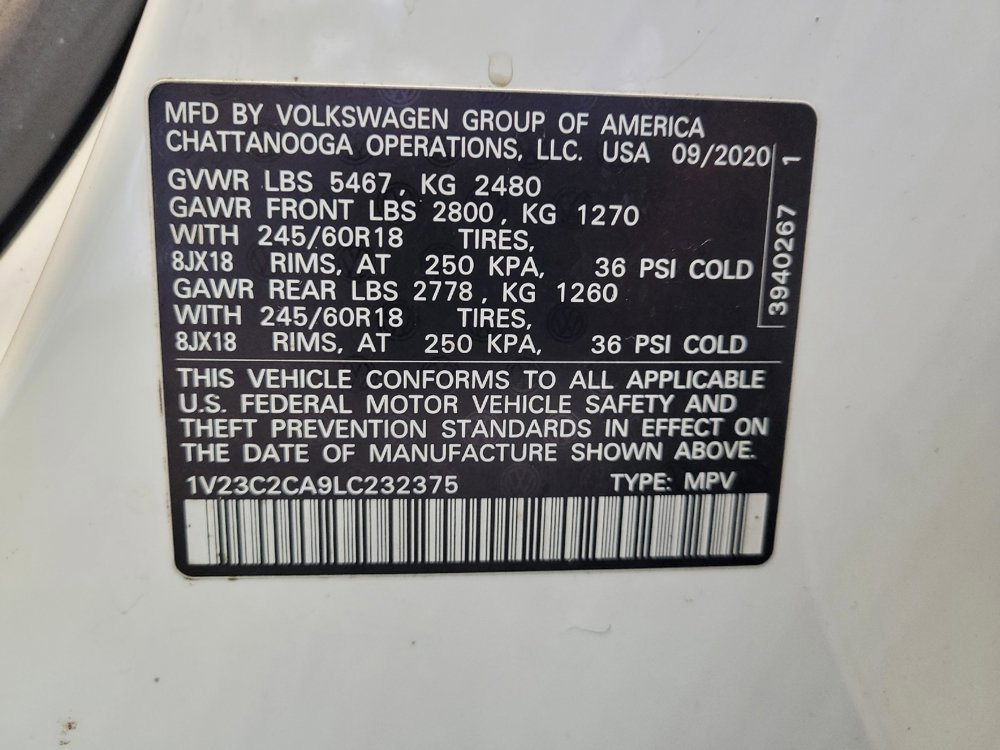 MFD BY VOLKSWAGEN GROUP OF AMERICA
CHATTANOOGA OPERATIONS, LLC. USA 09/2020
GVWR LBS 5467, KG 2480
GAWR FRONT LBS 2800, KG 1270
WITH 245/60R18 TIRES,
8JX18 RIMS, AT 250 KPA, 36 PSI COLD
GAWR REAR LBS 2778, KG 1260
WITH 245/60R18 TIRES,
8JX18 RIMS, AT 250 KPA, 36 PSI COLD
3940267 1
THIS VEHICLE CONFORMS TO ALL APPLICABLE
U.S. FEDERAL MOTOR VEHICLE SAFETY AND
THEFT PREVENTION STANDARDS IN EFFECT ON
THE DATE OF MANUFACTURE SHOWN ABOVE.
1V23C2CA9LC232375 TYPE: MPV